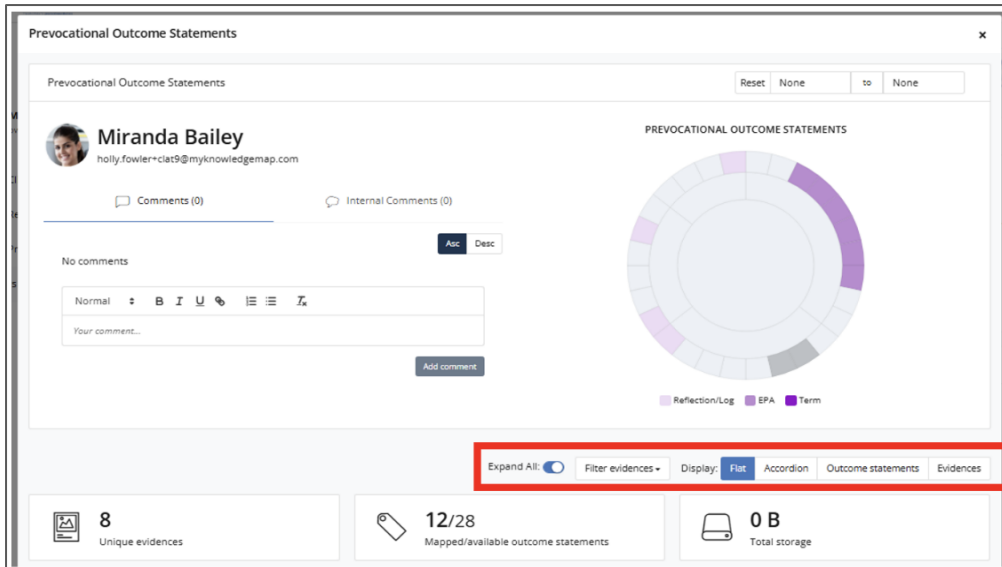 Prevocational Outcome Statements
×
Prevocational Outcome Statements
Reset None to None
Miranda Bailey
holly.fowler+clat9@myknowledgemap.com
Comments (0) Internal Comments (0)
Asc Desc
No comments
Normal B I U
Your comment...
Add comment
PREVOCATIONAL OUTCOME STATEMENTS
Reflection/Log EPA Term
Expand All: Filter evidences Display: Flat Accordion Outcome statements Evidences
8
Unique evidences
12/28
Mapped/available outcome statements
0 B
Total storage